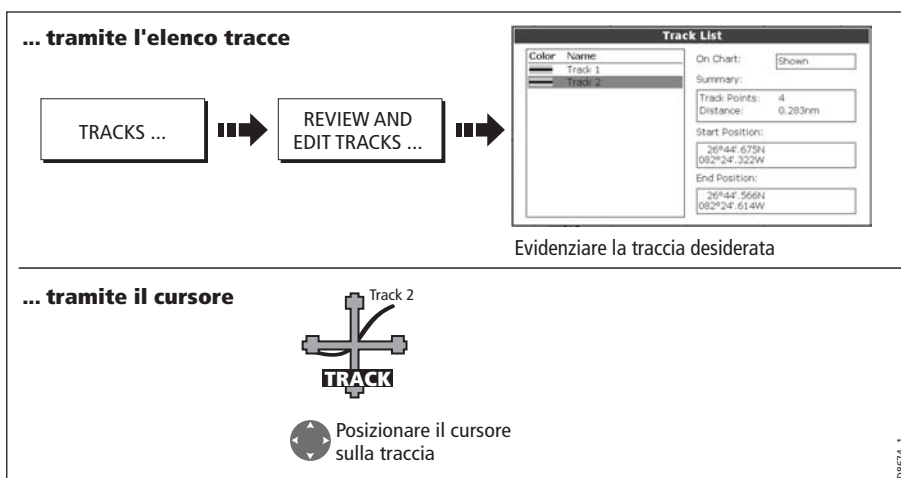 ... tramite l'elenco tracce
TRACKS ...
REVIEW AND
EDIT TRACKS ...
Track List
Color Name
Track 1
Track 2
On Chart: Shown
Summary:
Track Points: 4
Distance: 0.283nm
Start Position:
26°44'.675N
082°24'.322W
End Position:
26°44'.566N
082°24'.614W
Evidenziare la traccia desiderata
... tramite il cursore
Track 2
TRACK
Posizionare il cursore
sulla traccia
D8674_1